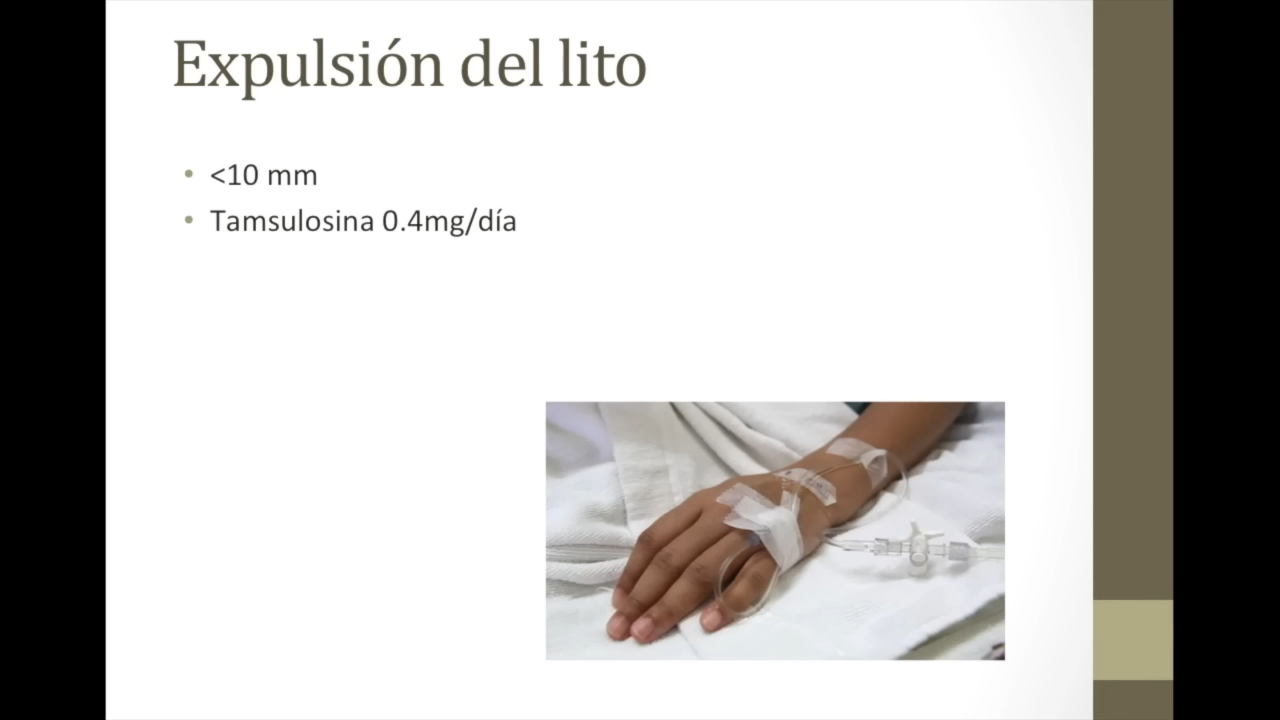 Expulsión del lito
• <10 mm
• Tamsulosina 0.4mg/día